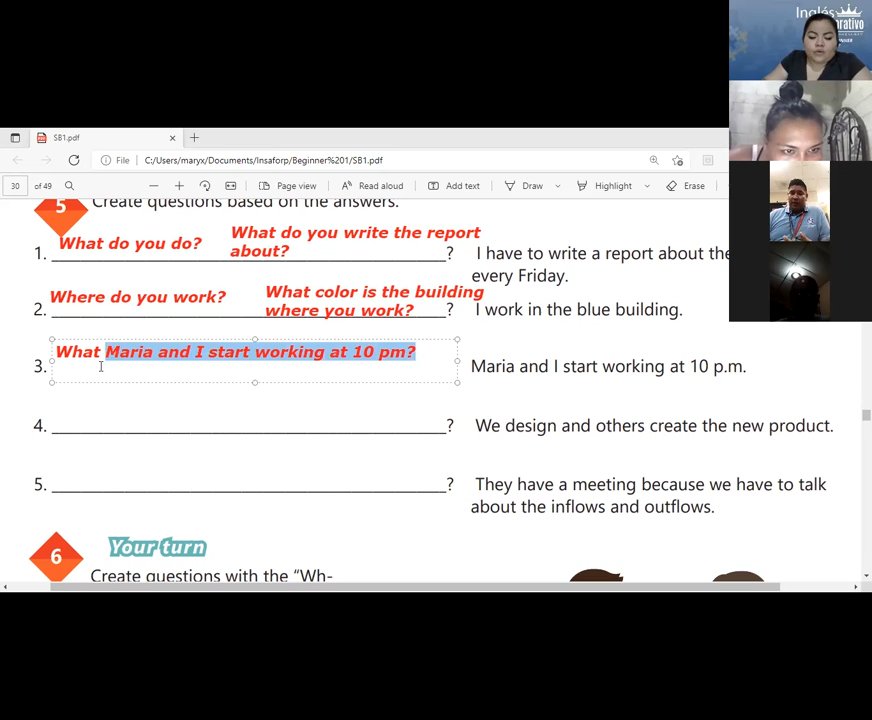 Inglés
rativo
SB1.pdf
File C:/Users/maryx/Documents/Insaforp/Beginner%201/SB1.pdf
30 of 49 Page view Read aloud Add text Draw Highlight Erase
5 Create questions based on the answers.
What do you do? What do you write the report
about?
1. ? I have to write a report about the
every Friday.
Where do you work? What color is the building
where you work?
2. ? I work in the blue building.
What Maria and I start working at 10 pm?
3. Maria and I start working at 10 p.m.
4. ? We design and others create the new product.
5. ? They have a meeting because we have to talk
about the inflows and outflows.
6 Your turn
Create questions with the “Wh-